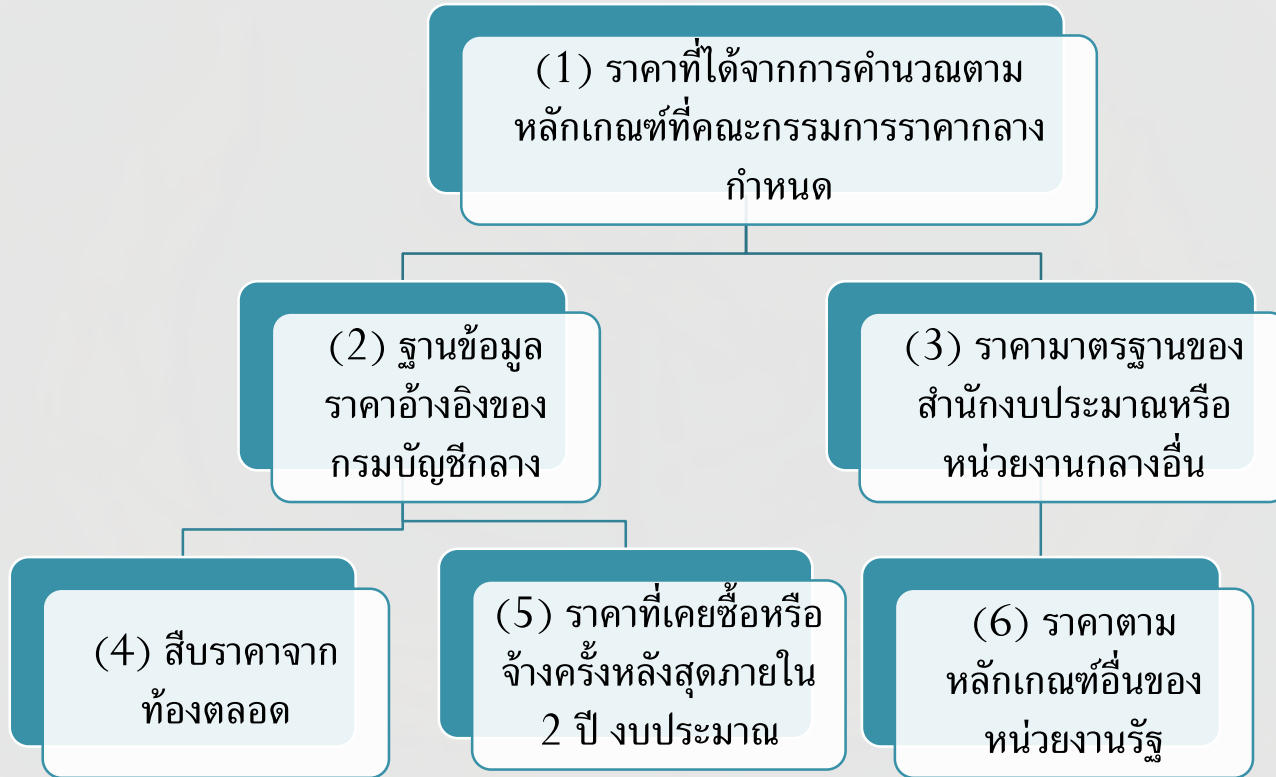 (1) ราคาที่ได้จากการคำนวณตาม
หลักเกณฑ์ที่คณะกรรมการราคากลาง
กำหนด
(2) ฐานข้อมูล
ราคาอ้างอิงของ
กรมบัญชีกลาง
(3) ราคามาตรฐานของ
สำนักงบประมาณหรือ
หน่วยงานกลางอื่น
(4) สืบราคาจาก
ท้องตลอด
(5) ราคาที่เคยซื้อหรือ
จ้างครั้งหลังสุดภายใน
2 ปี งบประมาณ
(6) ราคาตาม
หลักเกณฑ์อื่นของ
หน่วยงานรัฐ